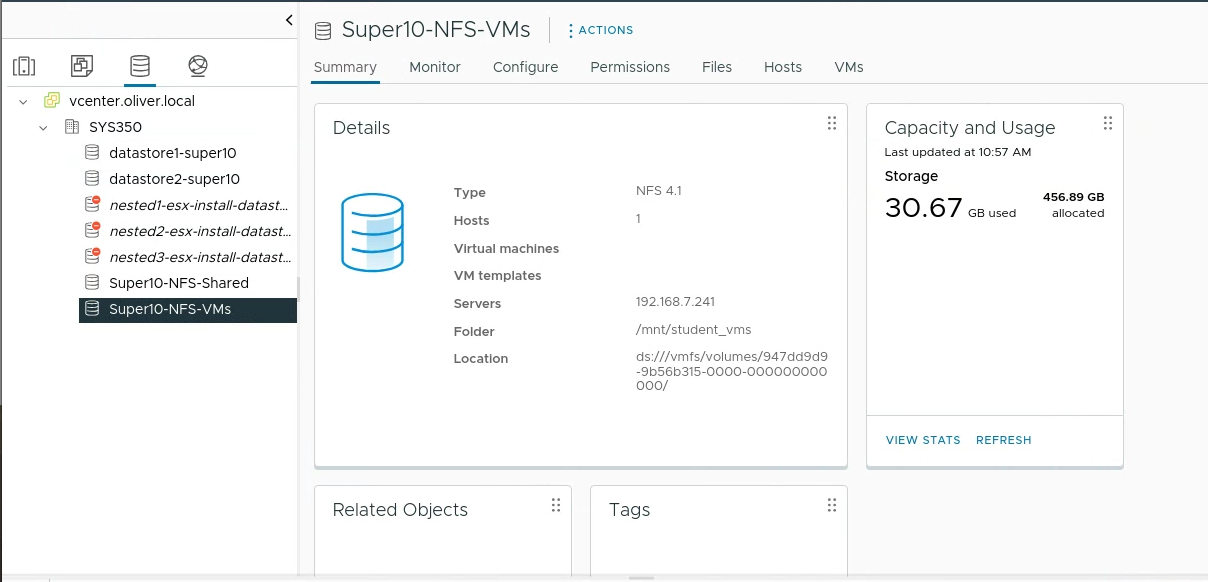 Super10-NFS-VMs
ACTIONS
Summary Monitor Configure Permissions Files Hosts VMs
vcenter.oliver.local
SYS350
datastore1-super10
datastore2-super10
nested1-esx-install-datast...
nested2-esx-install-datast...
nested3-esx-install-datast...
Super10-NFS-Shared
Super10-NFS-VMs
Details
Type NFS 4.1
Hosts 1
Virtual machines
VM templates
Servers 192.168.7.241
Folder /mnt/student_vms
Location ds:///vmfs/volumes/947dd9d9
-9b56b315-0000-000000000
000/
Capacity and Usage
Last updated at 10:57 AM
Storage
30.67 GB used
456.89 GB
allocated
VIEW STATS REFRESH
Related Objects
Tags